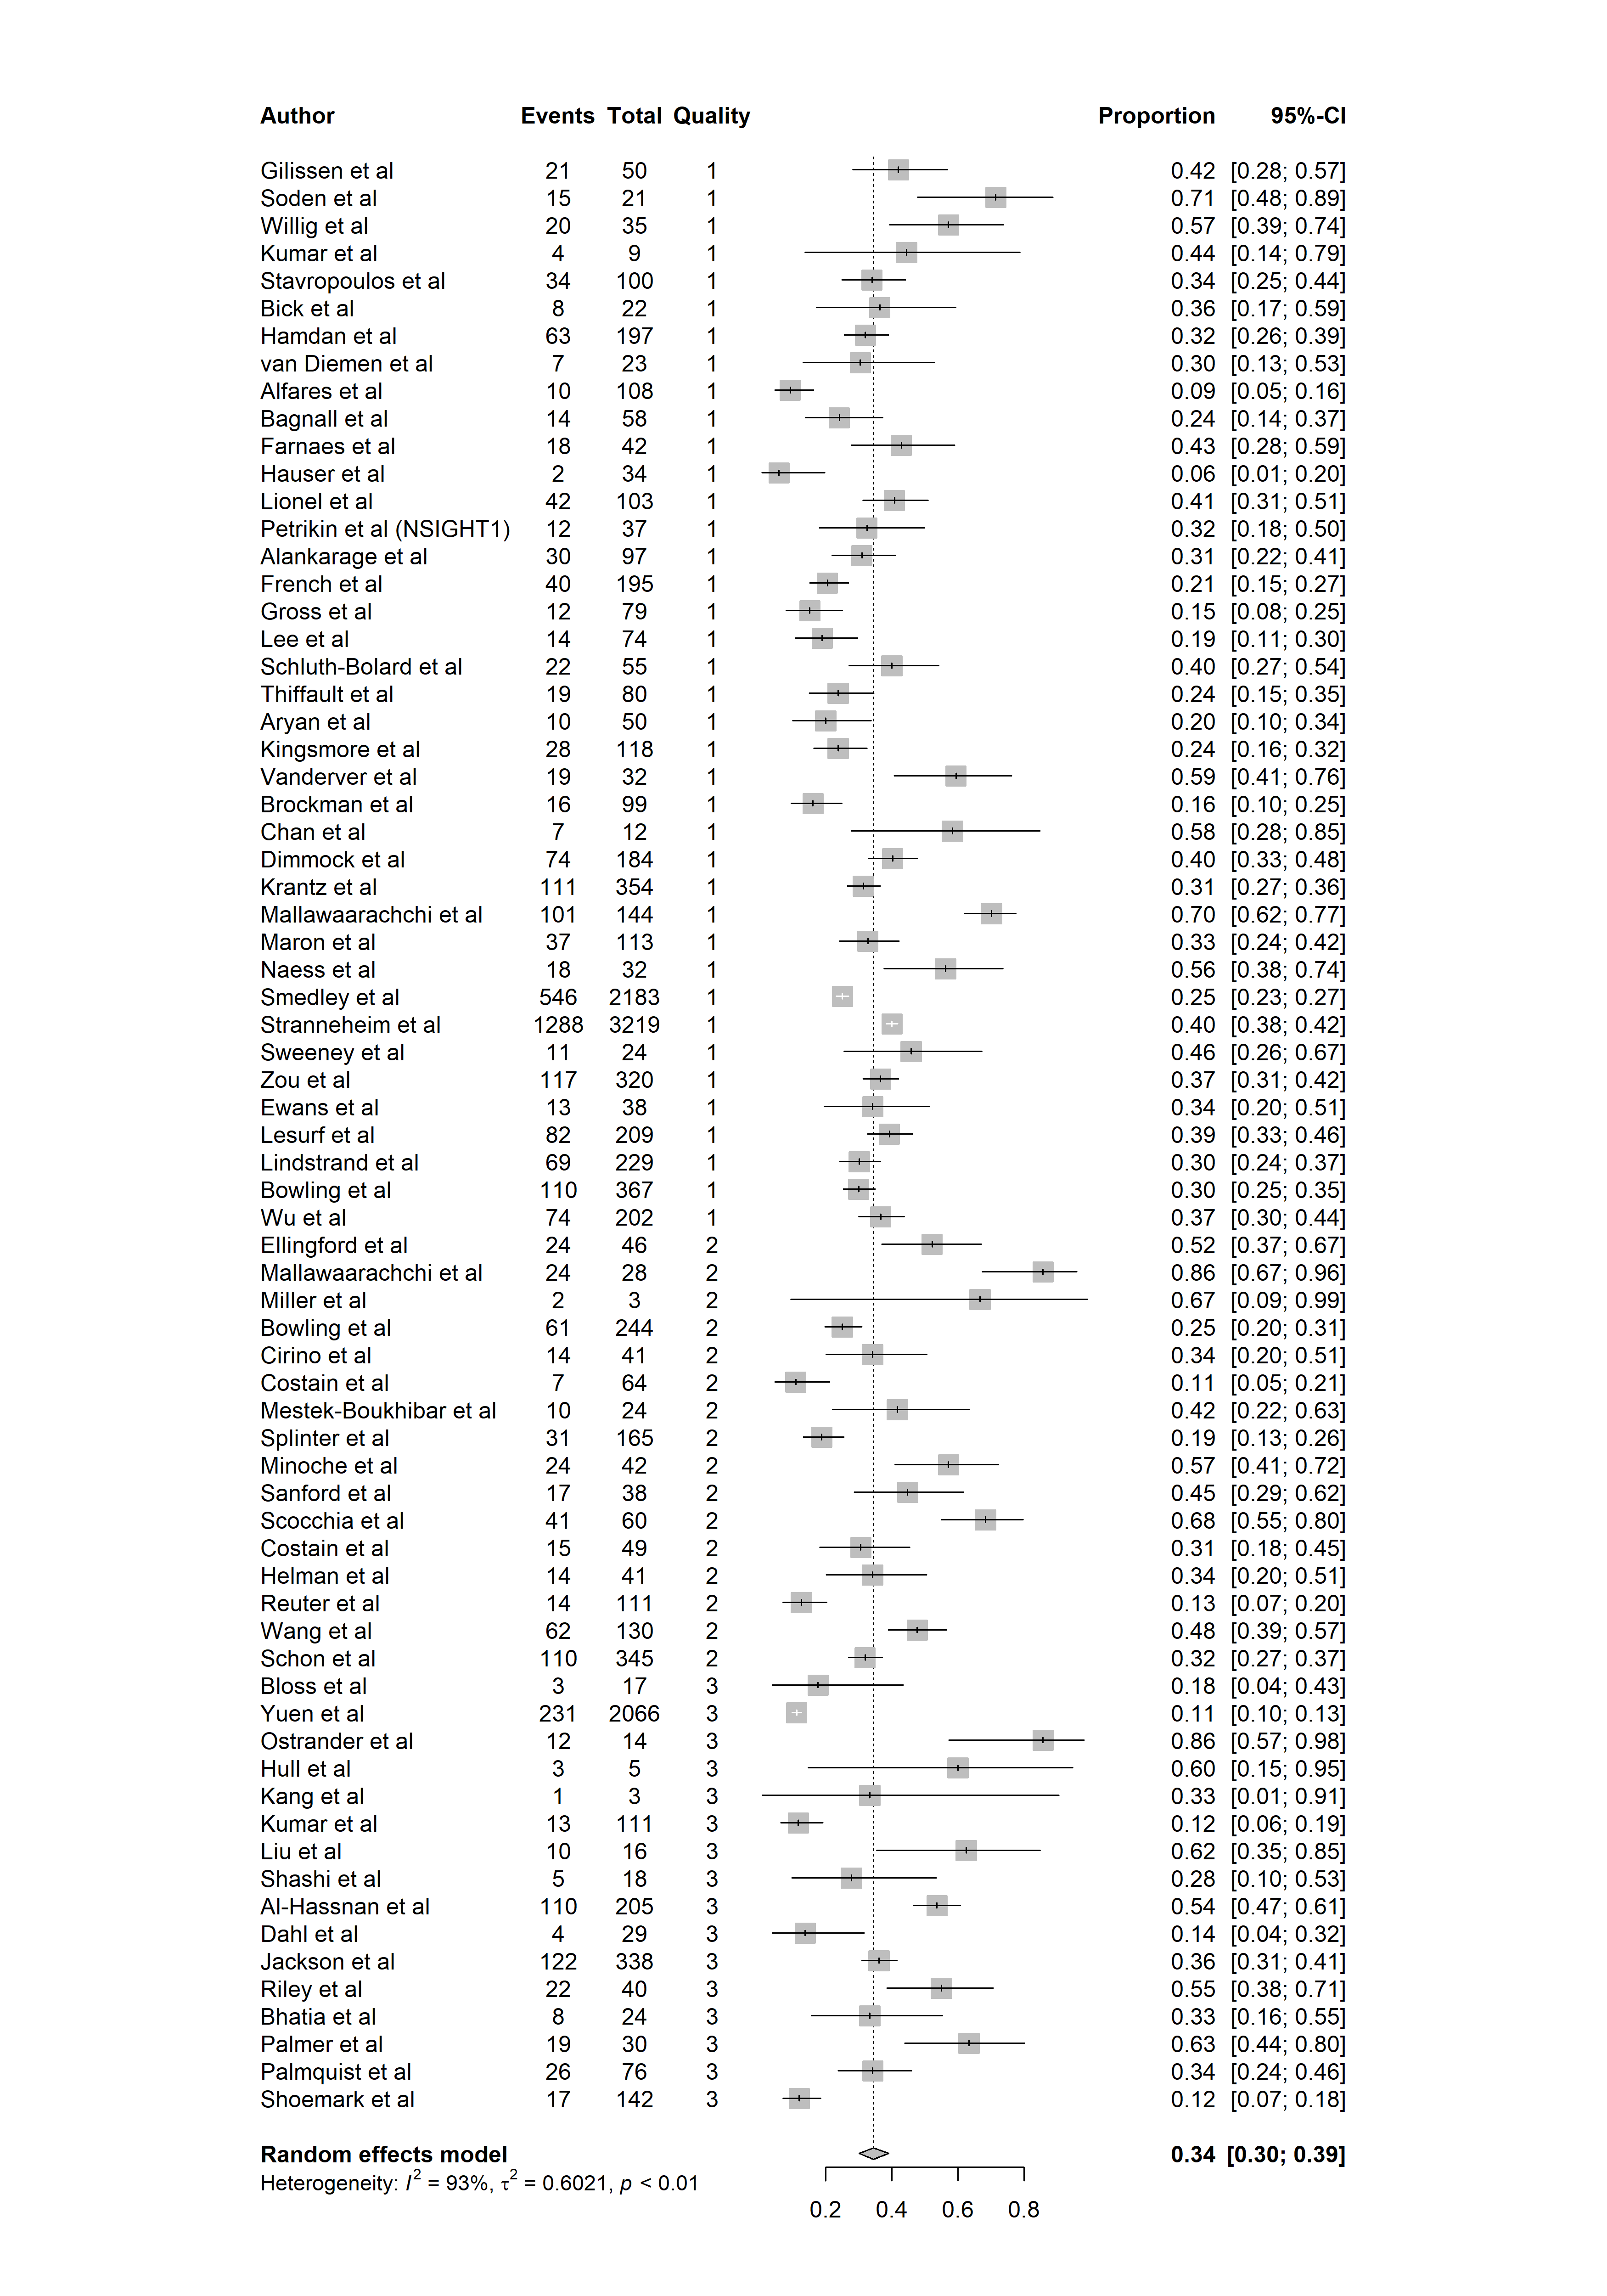 Author Events Total Quality Proportion 95%-CI
Gilissen et al 21 50 1 0.42 [0.28; 0.57]
Soden et al 15 21 1 0.71 [0.48; 0.89]
Willig et al 20 35 1 0.57 [0.39; 0.74]
Kumar et al 4 9 1 0.44 [0.14; 0.79]
Stavropoulos et al 34 100 1 0.34 [0.25; 0.44]
Bick et al 8 22 1 0.36 [0.17; 0.59]
Hamdan et al 63 197 1 0.32 [0.26; 0.39]
van Diemen et al 7 23 1 0.30 [0.13; 0.53]
Alfares et al 10 108 1 0.09 [0.05; 0.16]
Bagnall et al 14 58 1 0.24 [0.14; 0.37]
Farnaes et al 18 42 1 0.43 [0.28; 0.59]
Hauser et al 2 34 1 0.06 [0.01; 0.20]
Lionel et al 42 103 1 0.41 [0.31; 0.51]
Petrikin et al (NSIGHT1) 12 37 1 0.32 [0.18; 0.50]
Alankarage et al 30 97 1 0.31 [0.22; 0.41]
French et al 40 195 1 0.21 [0.15; 0.27]
Gross et al 12 79 1 0.15 [0.08; 0.25]
Lee et al 14 74 1 0.19 [0.11; 0.30]
Schluth-Bolard et al 22 55 1 0.40 [0.27; 0.54]
Thiffault et al 19 80 1 0.24 [0.15; 0.35]
Aryan et al 10 50 1 0.20 [0.10; 0.34]
Kingsmore et al 28 118 1 0.24 [0.16; 0.32]
Vanderver et al 19 32 1 0.59 [0.41; 0.76]
Brockman et al 16 99 1 0.16 [0.10; 0.25]
Chan et al 7 12 1 0.58 [0.28; 0.85]
Dimmock et al 74 184 1 0.40 [0.33; 0.48]
Krantz et al 111 354 1 0.31 [0.27; 0.36]
Mallawaarachchi et al 101 144 1 0.70 [0.62; 0.77]
Maron et al 37 113 1 0.33 [0.24; 0.42]
Naess et al 18 32 1 0.56 [0.38; 0.74]
Smedley et al 546 2183 1 0.25 [0.23; 0.27]
Stranneheim et al 1288 3219 1 0.40 [0.38; 0.42]
Sweeney et al 11 24 1 0.46 [0.26; 0.67]
Zou et al 117 320 1 0.37 [0.31; 0.42]
Ewans et al 13 38 1 0.34 [0.20; 0.51]
Lesurf et al 82 209 1 0.39 [0.33; 0.46]
Lindstrand et al 69 229 1 0.30 [0.24; 0.37]
Bowling et al 110 367 1 0.30 [0.25; 0.35]
Wu et al 74 202 1 0.37 [0.30; 0.44]
Ellingford et al 24 46 2 0.52 [0.37; 0.67]
Mallawaarachchi et al 24 28 2 0.86 [0.67; 0.96]
Miller et al 2 3 2 0.67 [0.09; 0.99]
Bowling et al 61 244 2 0.25 [0.20; 0.31]
Cirino et al 14 41 2 0.34 [0.20; 0.51]
Costain et al 7 64 2 0.11 [0.05; 0.21]
Mestek-Boukhibar et al 10 24 2 0.42 [0.22; 0.63]
Splinter et al 31 165 2 0.19 [0.13; 0.26]
Minoche et al 24 42 2 0.57 [0.41; 0.72]
Sanford et al 17 38 2 0.45 [0.29; 0.62]
Scocchia et al 41 60 2 0.68 [0.55; 0.80]
Costain et al 15 49 2 0.31 [0.18; 0.45]
Helman et al 14 41 2 0.34 [0.20; 0.51]
Reuter et al 14 111 2 0.13 [0.07; 0.20]
Wang et al 62 130 2 0.48 [0.39; 0.57]
Schon et al 110 345 2 0.32 [0.27; 0.37]
Bloss et al 3 17 3 0.18 [0.04; 0.43]
Yuen et al 231 2066 3 0.11 [0.10; 0.13]
Ostrander et al 12 14 3 0.86 [0.57; 0.98]
Hull et al 3 5 3 0.60 [0.15; 0.95]
Kang et al 1 3 3 0.33 [0.01; 0.91]
Kumar et al 13 111 3 0.12 [0.06; 0.19]
Liu et al 10 16 3 0.62 [0.35; 0.85]
Shashi et al 5 18 3 0.28 [0.10; 0.53]
Al-Hassnan et al 110 205 3 0.54 [0.47; 0.61]
Dahl et al 4 29 3 0.14 [0.04; 0.32]
Jackson et al 122 338 3 0.36 [0.31; 0.41]
Riley et al 22 40 3 0.55 [0.38; 0.71]
Bhatia et al 8 24 3 0.33 [0.16; 0.55]
Palmer et al 19 30 3 0.63 [0.44; 0.80]
Palmquist et al 26 76 3 0.34 [0.24; 0.46]
Shoemark et al 17 142 3 0.12 [0.07; 0.18]
Random effects model 0.34 [0.30; 0.39]
Heterogeneity: I² = 93%, τ² = 0.6021, p < 0.01
0.2 0.4 0.6 0.8